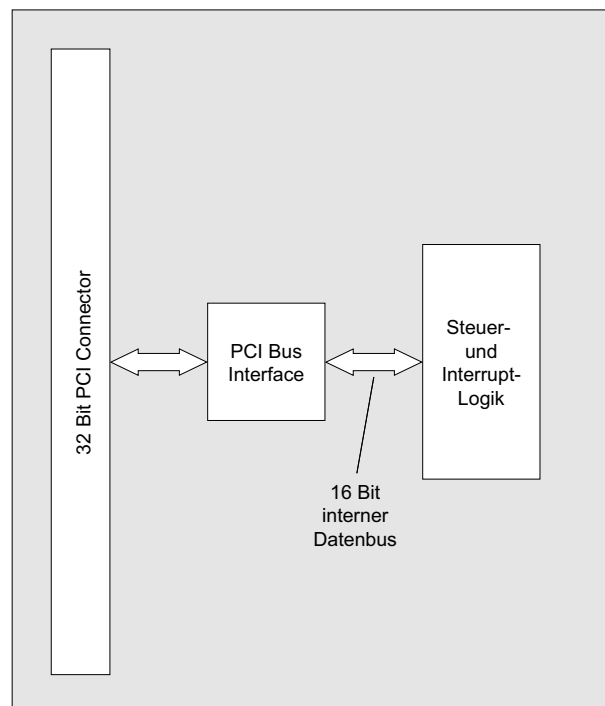 32 Bit PCI Connector
PCI Bus
Interface
Steuer-
und
Interrupt-
Logik
16 Bit
interner
Datenbus